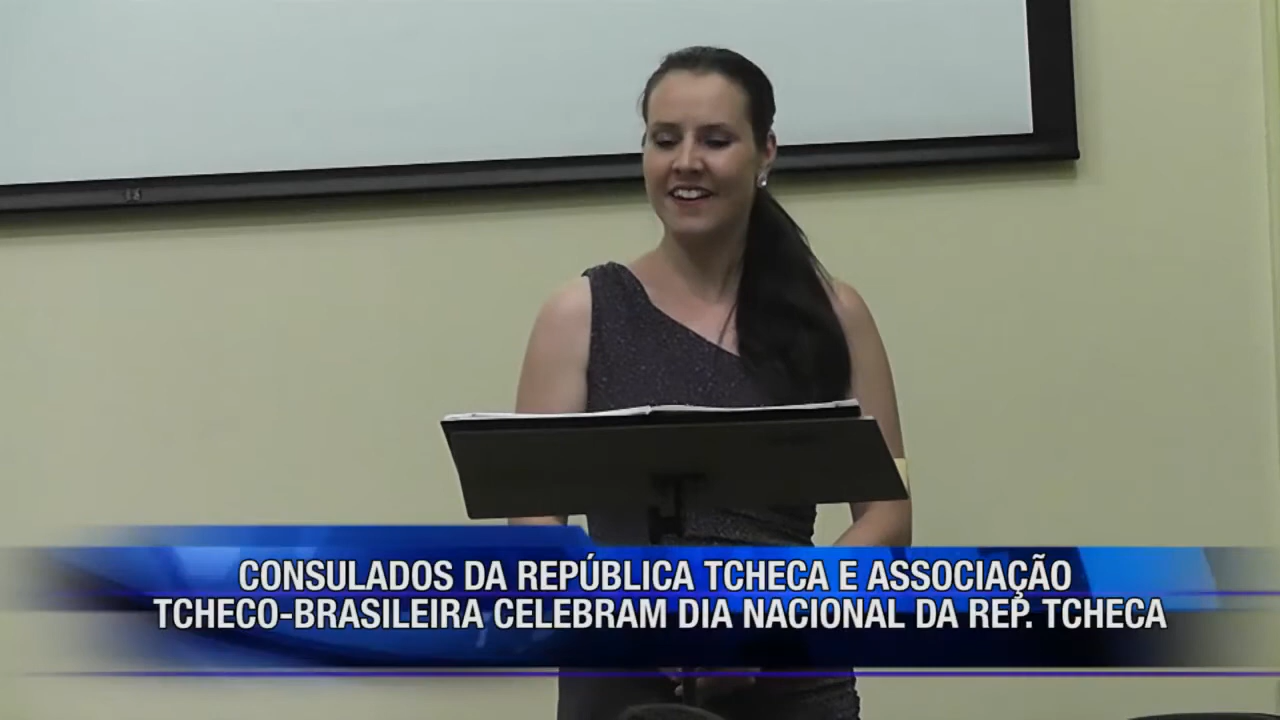 CONSULADOS DA REPÚBLICA TCHECA E ASSOCIAÇÃO
TCHECO-BRASILEIRA CELEBRAM DIA NACIONAL DA REP. TCHECA